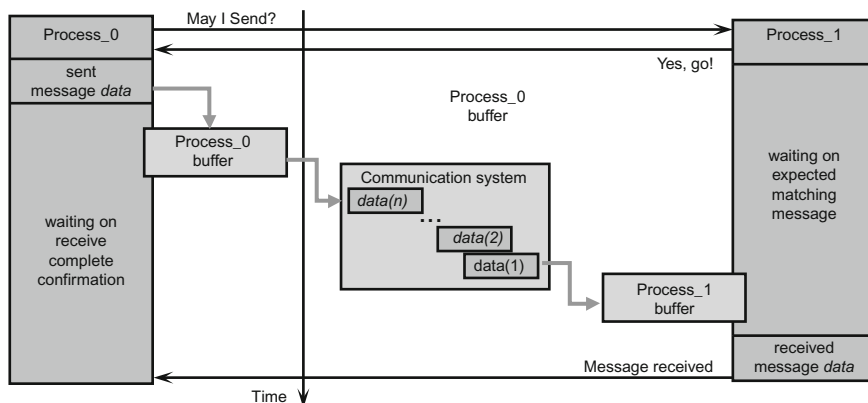 May I Send?
Process_0
Process_1
Yes, go!
sent
message data
Process_0
buffer
Process_0
buffer
Communication system
data(n)
...
data(2)
data(1)
waiting on
expected
matching
message
waiting on
receive
complete
confirmation
Process_1
buffer
received
message data
Message received
Time